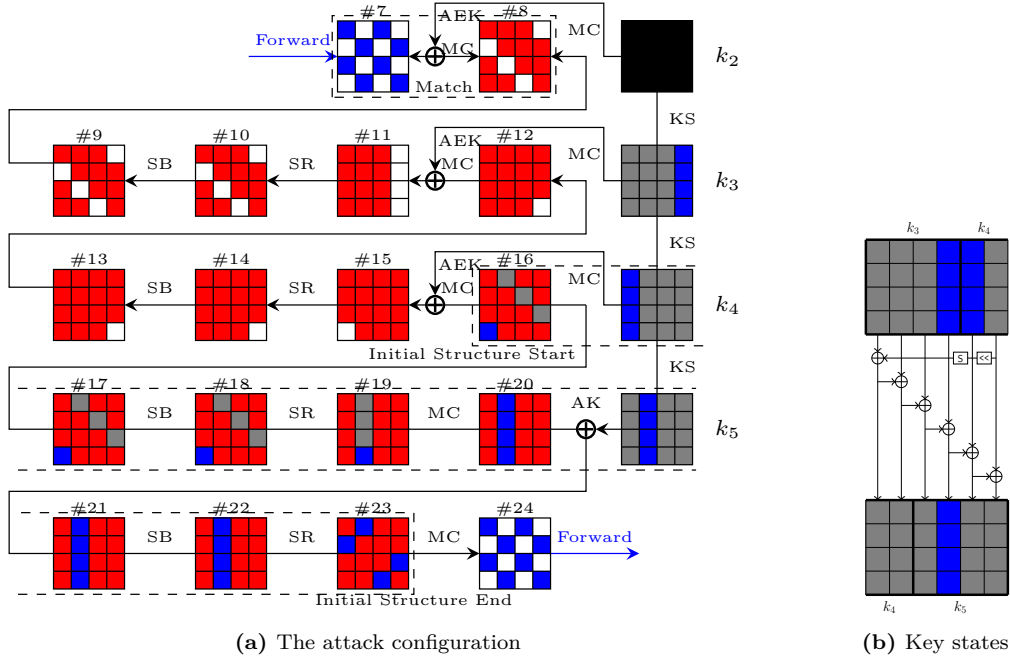 #7 AEK #8
Forward MC MC k2
Match
KS
#9 #10 #11 AEK #12
SB SR MC MC k3
KS
#13 #14 #15 AEK #16
SB SR MC MC k4
Initial Structure Start
KS
#17 #18 #19 #20
SB SR MC AK k5
#21 #22 #23 #24
SB SR MC Forward
Initial Structure End
(a) The attack configuration
k3 k4
S <<
k4 k5
(b) Key states